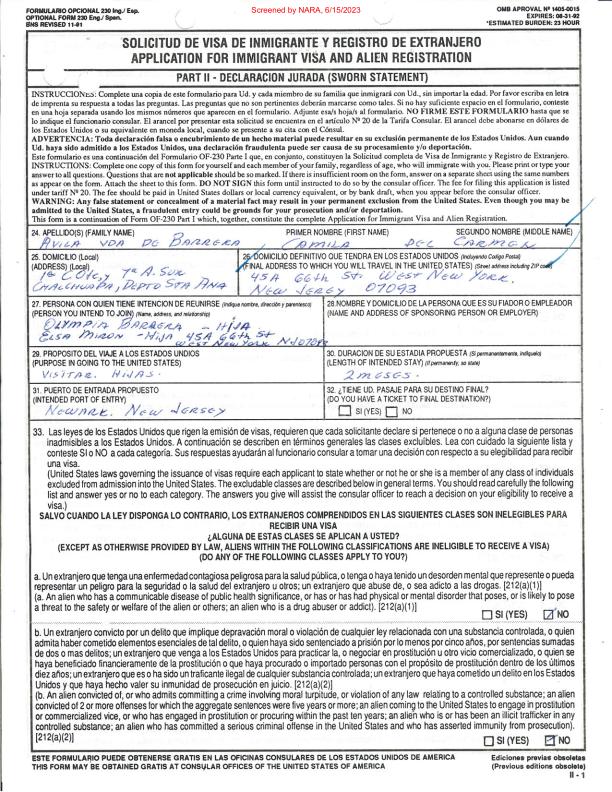 Screened by NARA, 6/15/2023
FORMULARIO OPCIONAL 230 Ing./ Esp.
OPTIONAL FORM 230 Eng./ Span.
BNS REVISED 11-91
OMB APROVAL Nº 1405-0015
EXPIRES: 08-31-92
*ESTIMATED BURDEN: 23 HOUR
SOLICITUD DE VISA DE INMIGRANTE Y REGISTRO DE EXTRANJERO
APPLICATION FOR IMMIGRANT VISA AND ALIEN REGISTRATION
PART II - DECLARACION JURADA (SWORN STATEMENT)
INSTRUCCIONES: Complete una copia de este formulario para Ud. y cada miembro de su familia que inmigrará con Ud., sin importar la edad. Por favor escriba en letra
de imprenta su respuesta a todas las preguntas. Las preguntas que no son pertinentes deberán marcarse como tales. Si no hay suficiente espacio en el formulario, conteste
en una hoja separada usando los mismos números que aparecen en el formulario. Adjunte esa/s hoja/s al formulario. NO FIRME ESTE FORMULARIO hasta que se
lo indique el funcionario consular. El arancel por presentar esta solicitud se encuentra en el artículo Nº 20 de la Tarifa Consular. El arancel debe abonarse en dólares
de los Estados Unidos o su equivalente en moneda local, cuando se presente a su cita con el Cónsul.
ADVERTENCIA: Toda declaración falsa o encubrimiento de un hecho material puede resultar en su exclusión permanente de los Estados Unidos. Aun cuando
Ud. haya sido admitido a los Estados Unidos, una declaración fraudulenta puede ser causa de su procesamiento y/o deportación.
Este formulario es una continuación del Formulario OF-230 Parte I que, en conjunto, constituyen la Solicitud Completa de Visa de Inmigrante y Registro de Extranjero.
INSTRUCTIONS: Complete one copy of this form for yourself and each member of your family, regardless of age, who will immigrate with you. Please print or type
your answers to all questions. Questions that are not applicable should be so marked. If there is insufficient room on the form, answer on a separate sheet using the same numbers
as appear on the form. Attach the sheet to this form. DO NOT SIGN this form until instructed to do so by the consular officer. The fee for filing this application is listed
under tariff Nº 20. The fee should be paid in United States dollars or local currency equivalent, or by bank draft, when you appear before the consular officer.
WARNING: Any false statement or concealment of a material fact may result in your permanent exclusion from the United States. Even though you may be
admitted to the United States, a fraudulent entry could be grounds for your prosecution and/or deportation.
This form is a continuation of Form OF-230 Part I which, together, constitute the complete Application for Immigrant Visa and Alien Registration.
24. APELLIDO(S) (FAMILY NAME) PRIMER NOMBRE (FIRST NAME) SEGUNDO NOMBRE (MIDDLE NAME)
AVILA VDA DE BARRERA CAMILA DEL CARMEN
25. DOMICILIO (Local)
(ADDRESS) (Local)
CHALCHUAPA, DEPTO STA ANA
26. DOMICILIO DEFINITIVO QUE TENDRA EN LOS ESTADOS UNIDOS (Incluyendo Codigo Postal)
(FINAL ADDRESS TO WHICH YOU WILL TRAVEL IN THE UNITED STATES) (Street address including ZIP code)
45A 66th St. WEST NEW YORK.
NEW JERSEY 07093
27. PERSONA CON QUIEN TIENE INTENCION DE REUNIRSE (Indique nombre, dirección y parentesco)
(PERSON YOU INTEND TO JOIN) (Name, address, and relationship)
OLYMPIA BARRERA - HIJA
ELSA MIRON - HIJA 45A 66th St
WEST NEW YORK NJ 07093
28. NOMBRE Y DOMICILIO DE LA PERSONA QUE ES SU FIADOR O EMPLEADOR
(NAME AND ADDRESS OF SPONSORING PERSON OR EMPLOYER)
29. PROPOSITO DEL VIAJE A LOS ESTADOS UNIDOS
(PURPOSE IN GOING TO THE UNITED STATES)
VISITAR. HIJAS.
30. DURACION DE SU ESTADIA PROPUESTA (Si permanentemente, indíquelo)
(LENGTH OF INTENDED STAY) (If permanently, so state)
2 MESES.
31. PUERTO DE ENTRADA PROPUESTO
(INTENDED PORT OF ENTRY)
NEWARK. NEW JERSEY
32. ¿TIENE UD. PASAJE PARA SU DESTINO FINAL?
(DO YOU HAVE A TICKET TO FINAL DESTINATION?)
SI (YES) NO
33. Las leyes de los Estados Unidos que rigen la emisión de visas, requieren que cada solicitante declare si pertenece o no a alguna clase de personas
inadmisibles a los Estados Unidos. A continuación se describen en términos generales las clases excluíbles. Lea con cuidado la siguiente lista y
conteste SI o NO a cada categoría. Sus respuestas ayudarán al funcionario consular a tomar una decisión con respecto a su elegibilidad para recibir
una visa.
(United States laws governing the issuance of visas require each applicant to state whether or not he or she is a member of any class of individuals
excluded from admission into the United States. The excludable classes are described below in general terms. You should read carefully the following
list and answer yes or no to each category. The answers you give will assist the consular officer to reach a decision on your eligibility to receive a
visa.)
SALVO CUANDO LA LEY DISPONGA LO CONTRARIO, LOS EXTRANJEROS COMPRENDIDOS EN LAS SIGUIENTES CLASES SON INELEGIBLES PARA
RECIBIR UNA VISA
¿ALGUNA DE ESTAS CLASES SE APLICAN A USTED?
(EXCEPT AS OTHERWISE PROVIDED BY LAW, ALIENS WITHIN THE FOLLOWING CLASSIFICATIONS ARE INELIGIBLE TO RECEIVE A VISA)
(DO ANY OF THE FOLLOWING CLASSES APPLY TO YOU?)
a. Un extranjero que tenga una enfermedad contagiosa peligrosa para la salud pública, o tenga o haya tenido un desorden mental que represente o pueda
representar un peligro para la seguridad o la salud del extranjero u otros; un extranjero que abuse de, o sea adicto a las drogas. [212(a)(1)]
(a. An alien who has a communicable disease of public health significance, or has or has had physical or mental disorder that poses, or is likely to pose
a threat to the safety or welfare of the alien or others; an alien who is a drug abuser or addict). [212(a)(1)]
SI (YES) NO
b. Un extranjero convicto por un delito que implique depravación moral o violación de cualquier ley relacionada con una substancia controlada, o quien
admita haber cometido elementos esenciales de tal delito, o quien haya sido sentenciado a prisión por lo menos por cinco años, por sentencias sumadas
de dos o mas delitos; un extranjero que venga a los Estados Unidos para practicar la, o negociar en prostitución u otro vicio comercializado, o quien se
haya beneficiado financieramente de la prostitución o que haya procurado o importado personas con el propósito de prostitución dentro de los últimos
diez años; un extranjero que es o ha sido un traficante ilegal de cualquier substancia controlada; un extranjero que haya cometido un delito en los Estados
Unidos y que haya hecho valer su inmunidad de prosecución en juicio. [212(a)(2)]
(b. An alien convicted of, or who admits committing a crime involving moral turpitude, or violation of any law relating to a controlled substance; an alien
convicted of 2 or more offenses for which the aggregate sentences were five years or more; an alien coming to the United States to engage in prostitution
or commercialized vice, or who has engaged in prostitution or procuring within the past ten years; an alien who is or has been an illicit trafficker in any
controlled substance; an alien who has committed a serious criminal offense in the United States and who has asserted immunity from prosecution).
[212(a)(2)]
SI (YES) NO
ESTE FORMULARIO PUEDE OBTENERSE GRATIS EN LAS OFICINAS CONSULARES DE LOS ESTADOS UNIDOS DE AMERICA
THIS FORM MAY BE OBTAINED GRATIS AT CONSULAR OFFICES OF THE UNITED STATES OF AMERICA
Ediciones previas obsoletas
(Previous editions obsolete)
II - 1